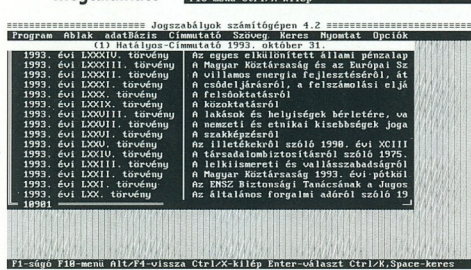 Jogszabályok számítógépen 4.2
Program Ablak adatBázis Címmutató Szöveg Keres Nyomtat Opciók
(1) Hatályos-Címmutató 1993. október 31.
1993. évi LXXXIV. törvény Az egyes elkülönített állami pénzalap
1993. évi LXXXIII. törvény A Magyar Köztársaság és az Európai Sz
1993. évi LXXXII. törvény A villamos energia fejlesztéséről, át
1993. évi LXXXI. törvény A csődeljárásról, a felszámolási eljá
1993. évi LXXX. törvény A felsőoktatásról
1993. évi LXXIX. törvény A közoktatásról
1993. évi LXXVIII. törvény A lakások és helyiségek bérletére, va
1993. évi LXXVII. törvény A nemzeti és etnikai kisebbségek joga
1993. évi LXXVI. törvény A szakképzésről
1993. évi LXXV. törvény Az illetékekről szóló 1990. évi XCIII
1993. évi LXXIV. törvény A társadalombiztosításról szóló 1975.
1993. évi LXXIII. törvény A lelkiismereti és vallásszabadságról
1993. évi LXXII. törvény A Magyar Köztársaság 1993. évi pótköl
1993. évi LXXI. törvény Az ENSZ Biztonsági Tanácsának a Jugos
1993. évi LXX. törvény Az általános forgalmi adóról szóló 19
10901
F1-súgó F10-menü Alt/F4-vissza Ctrl/X-kilép Enter-választ Ctrl/K,Space-keres